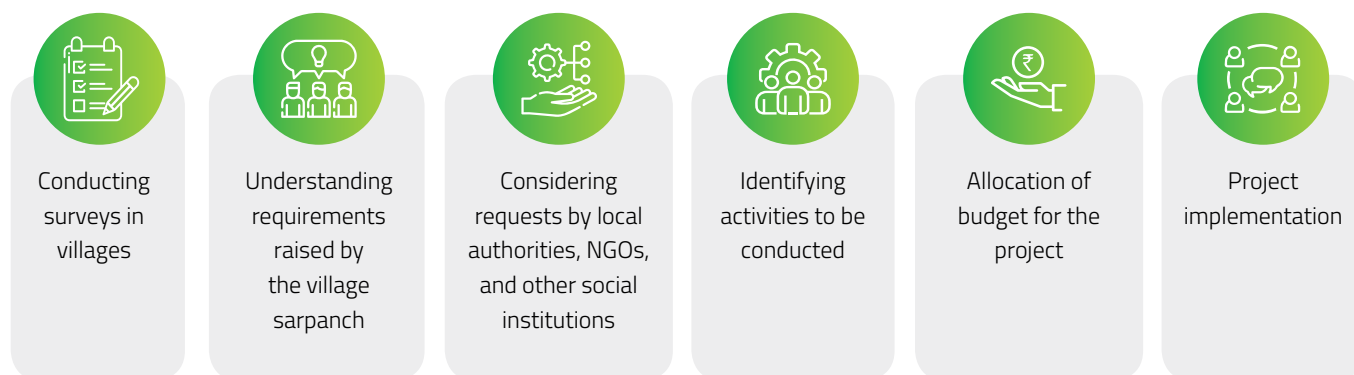 Conducting
surveys in
villages
Understanding
requirements
raised by
the village
sarpanch
Considering
requests by local
authorities, NGOs,
and other social
institutions
Identifying
activities to be
conducted
₹
Allocation of
budget for the
project
Project
implementation